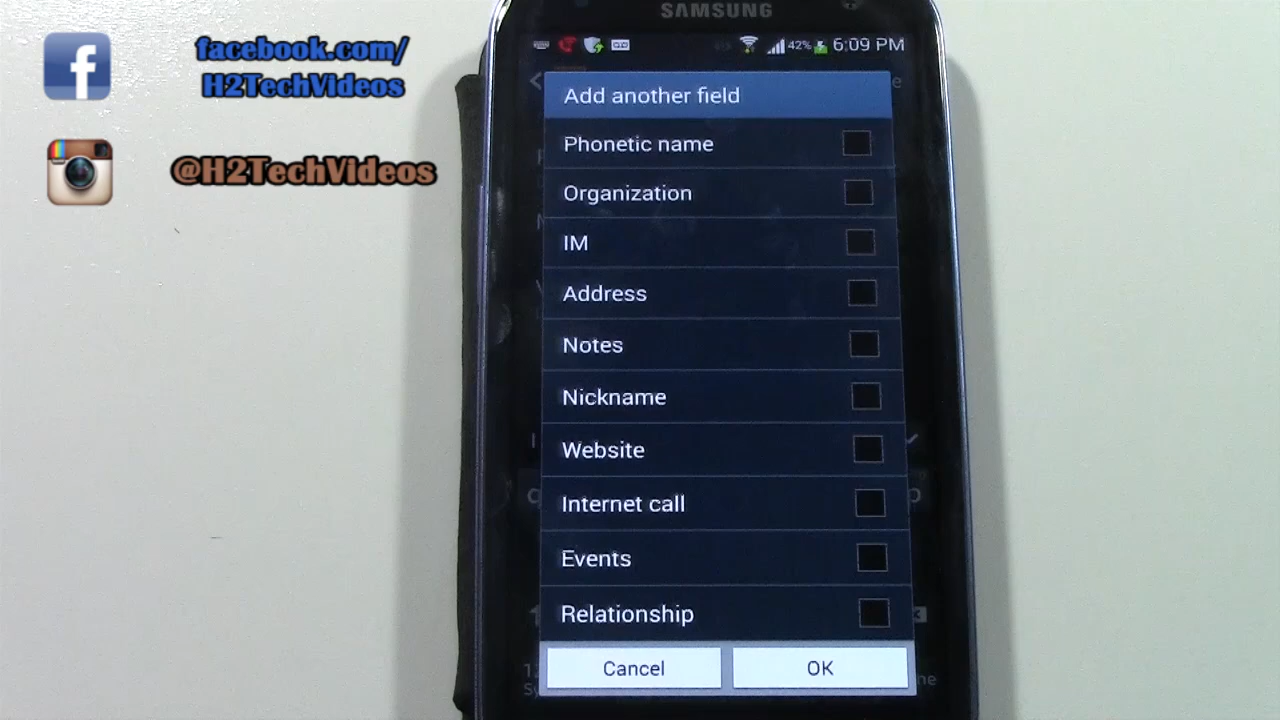 facebook.com/
H2TechVideos
@H2TechVideos
SAMSUNG
42% 6:09 PM
Add another field
Phonetic name
Organization
IM
Address
Notes
Nickname
Website
Internet call
Events
Relationship
Cancel
OK